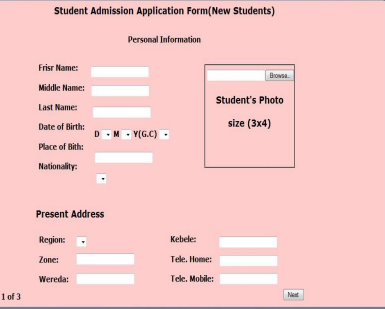 Student Admission Application Form(New Students)
Personal Information
Frisr Name:
Browse..
Middle Name:
Student's Photo
Last Name:
size (3x4)
Date of Birth: D M Y(G.C)
Place of Bith:
Nationality:
Present Address
Region: Kebele:
Zone: Tele. Home:
Wereda: Tele. Mobile:
1 of 3 Next